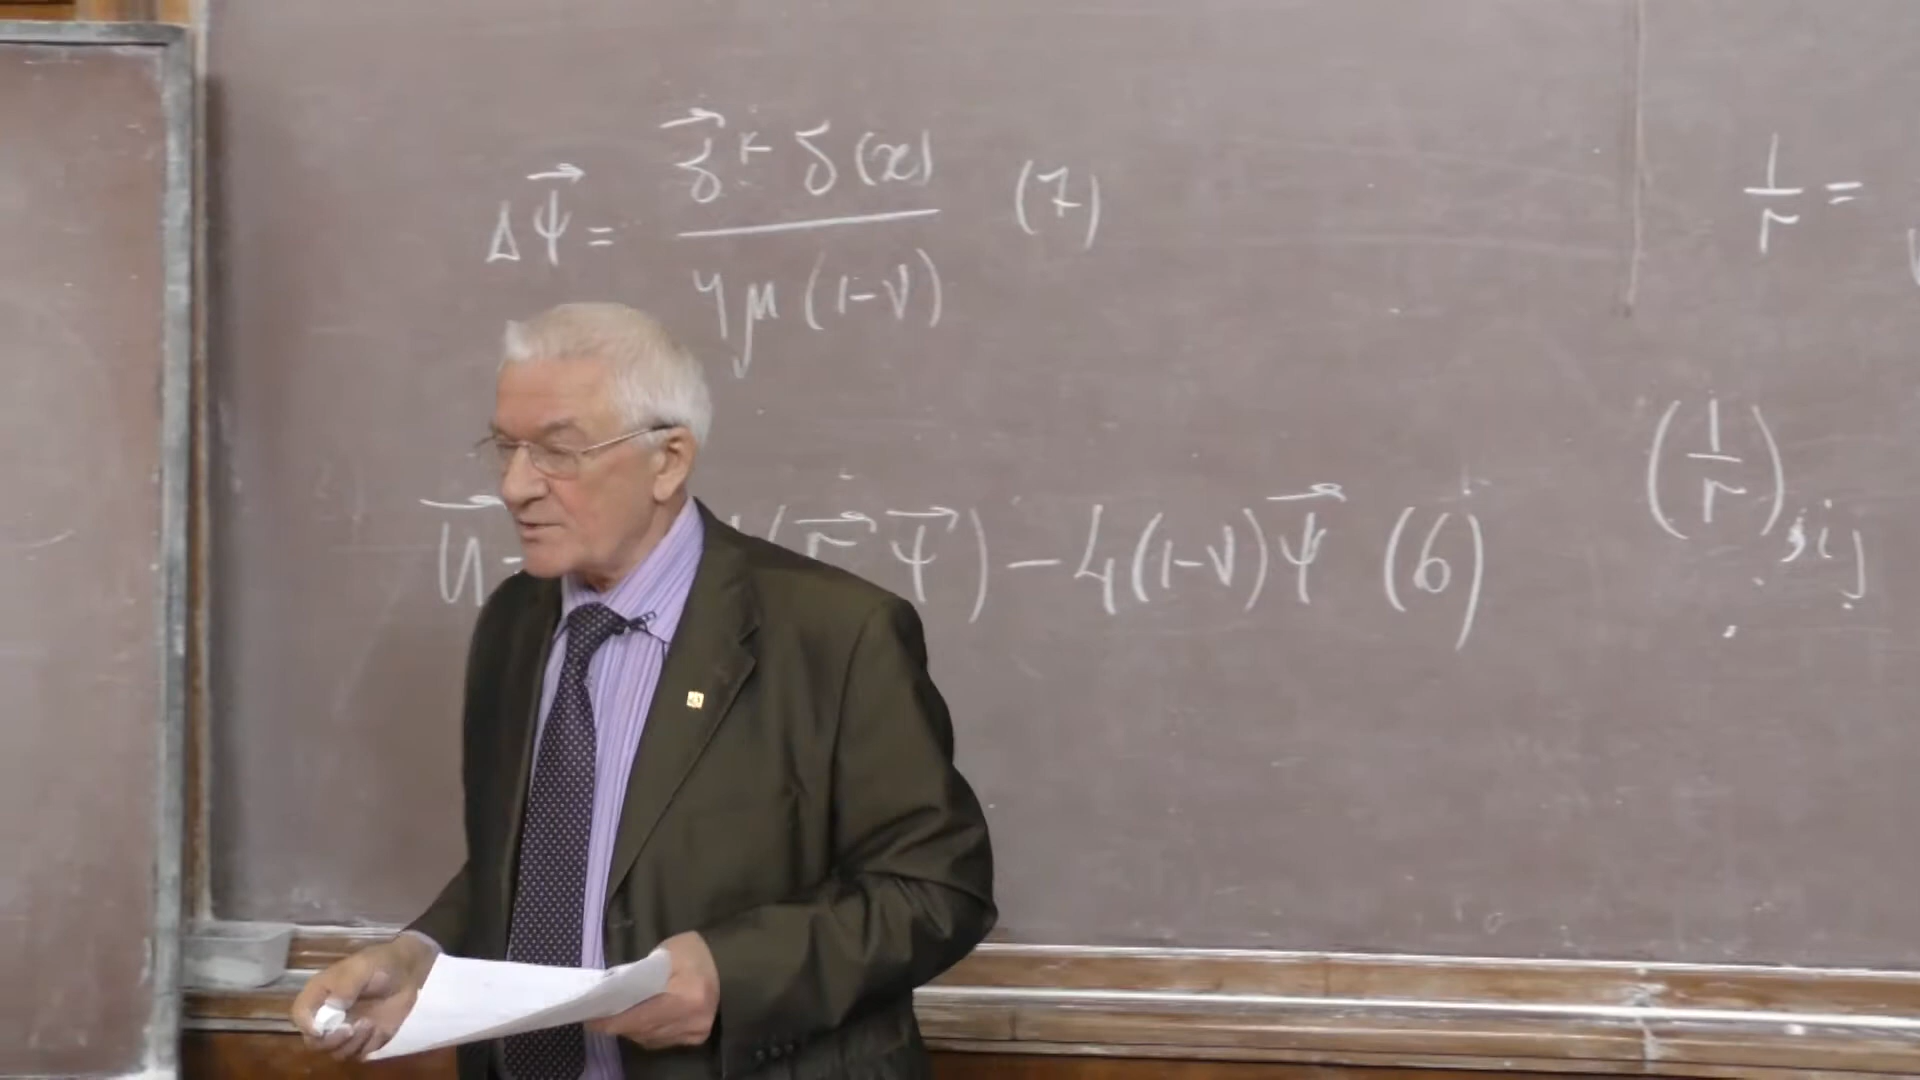 Δψ⃗ = δ⃗ᵏ δ(x) / 4μ(1-ν) (7)
u⃗ = (r⃗ ψ⃗) - 4(1-ν)ψ⃗ (6)
1/r =
(1/r),ij